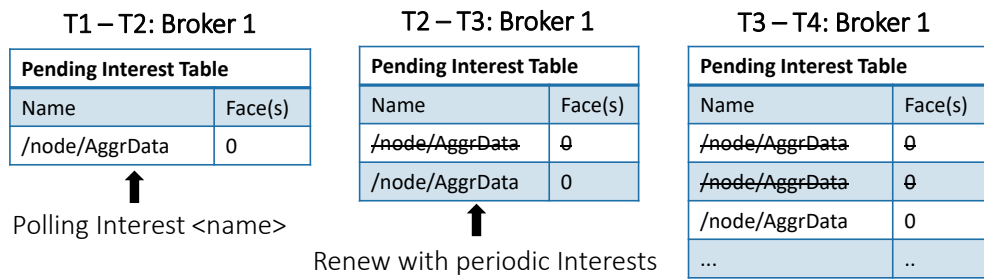 T1 – T2: Broker 1
Pending Interest Table
Name Face(s)
/node/AggrData 0
Polling Interest <name>
T2 – T3: Broker 1
Pending Interest Table
Name Face(s)
/node/AggrData 0
/node/AggrData 0
Renew with periodic Interests
T3 – T4: Broker 1
Pending Interest Table
Name Face(s)
/node/AggrData 0
/node/AggrData 0
/node/AggrData 0
... ..